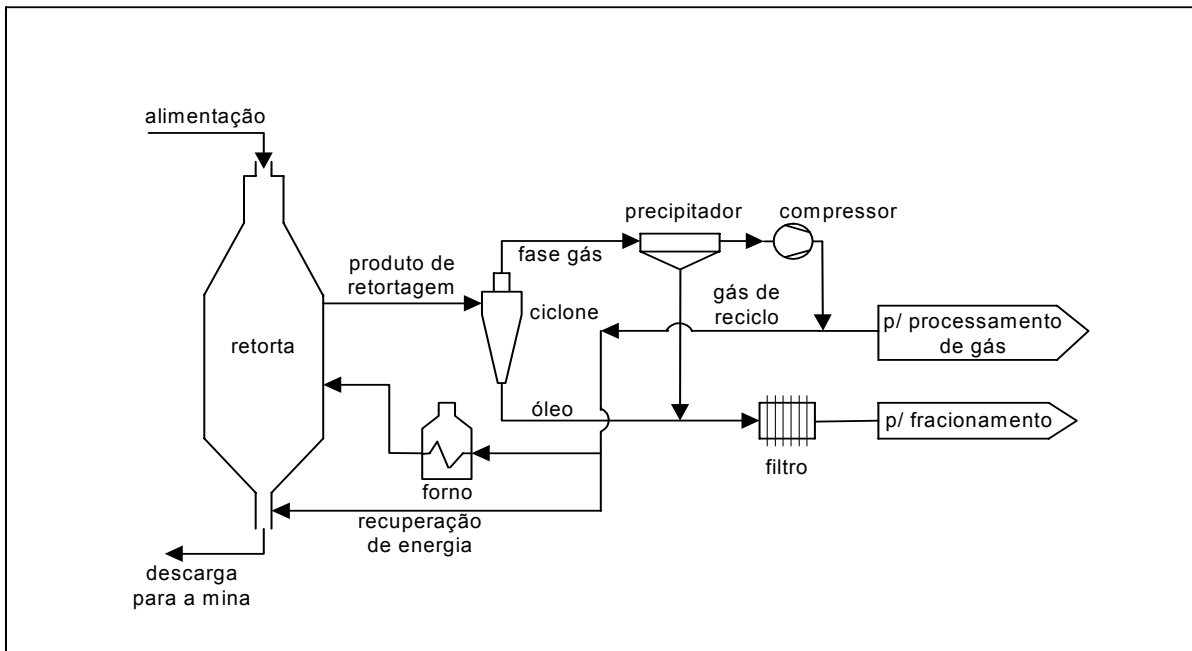 alimentação
precipitador
compressor
fase gás
produto de
retortagem
gás de
reciclo
ciclone
p/ processamento
de gás
retorta
óleo
p/ fracionamento
filtro
forno
recuperação
de energia
descarga
para a mina